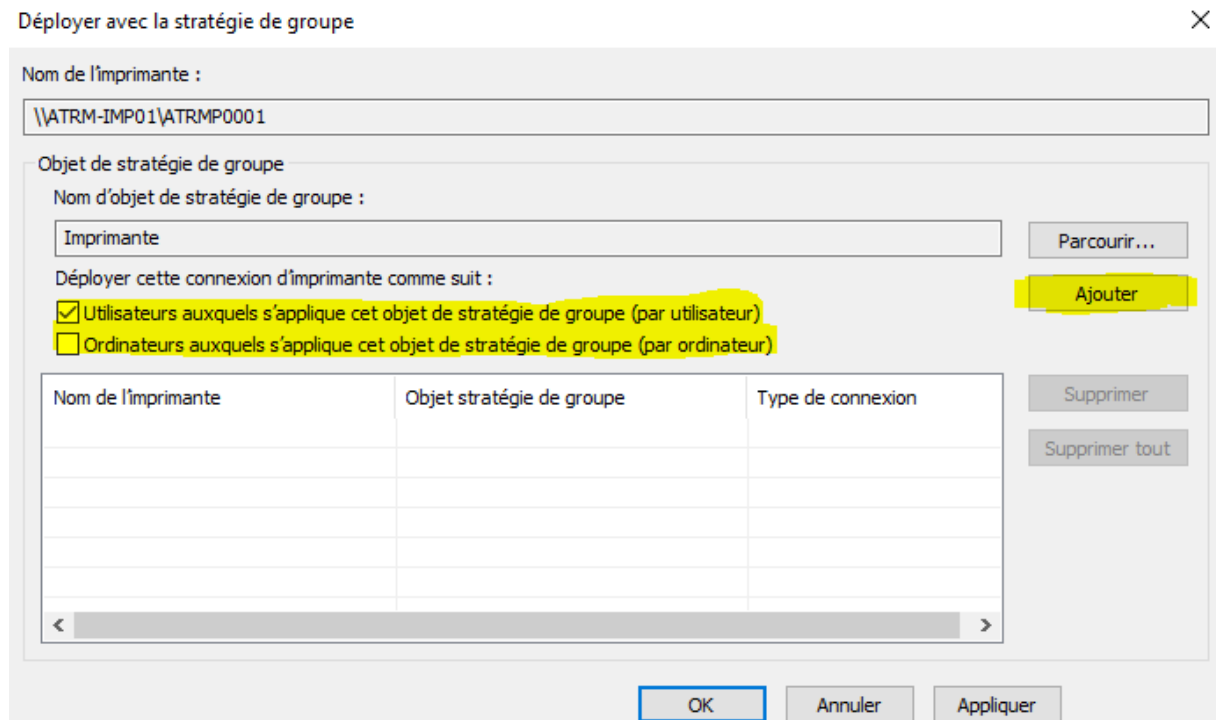 Déployer avec la stratégie de groupe
Nom de l'imprimante :
\\ATRM-IMP01\ATRMP0001
Objet de stratégie de groupe
Nom d'objet de stratégie de groupe :
Imprimante
Parcourir...
Déployer cette connexion d'imprimante comme suit :
Ajouter
Utilisateurs auxquels s'applique cet objet de stratégie de groupe (par utilisateur)
Ordinateurs auxquels s'applique cet objet de stratégie de groupe (par ordinateur)
Nom de l'imprimante Objet stratégie de groupe Type de connexion
Supprimer
Supprimer tout
OK Annuler Appliquer